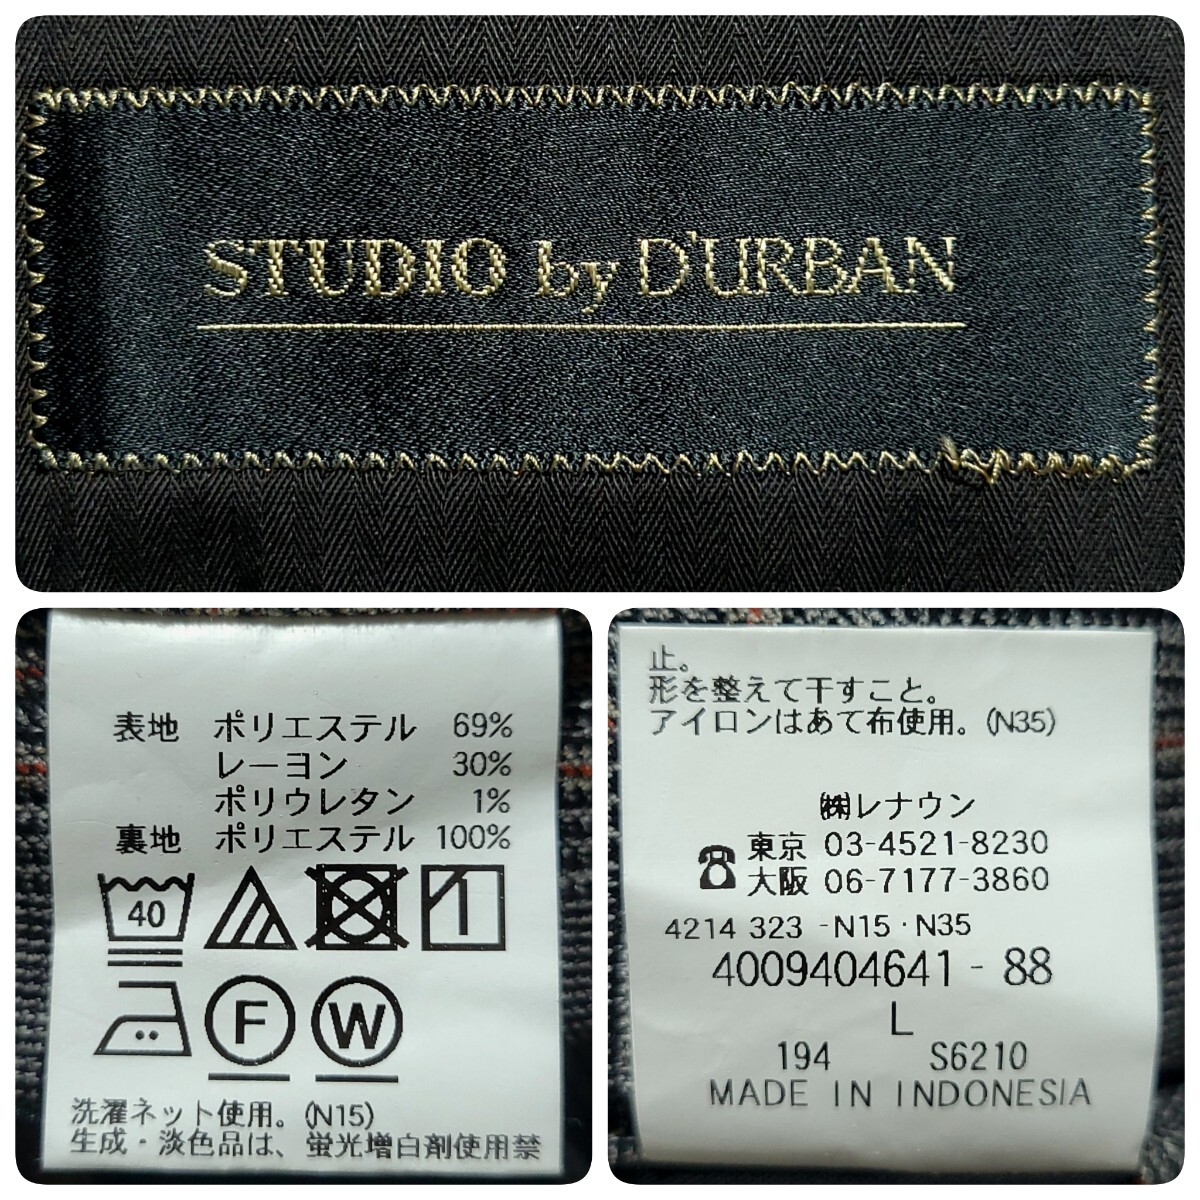 STUDIO by D'URBAN
表地 ポリエステル 69%
レーヨン 30%
ポリウレタン 1%
裏地 ポリエステル 100%
40
F W
洗濯ネット使用。(N15)
生成・淡色品は、蛍光増白剤使用禁
止。
形を整えて干すこと。
アイロンはあて布使用。(N35)
㈱レナウン
東京 03-4521-8230
大阪 06-7177-3860
4214 323 -N15・N35
4009404641 - 88
L
194 S6210
MADE IN INDONESIA